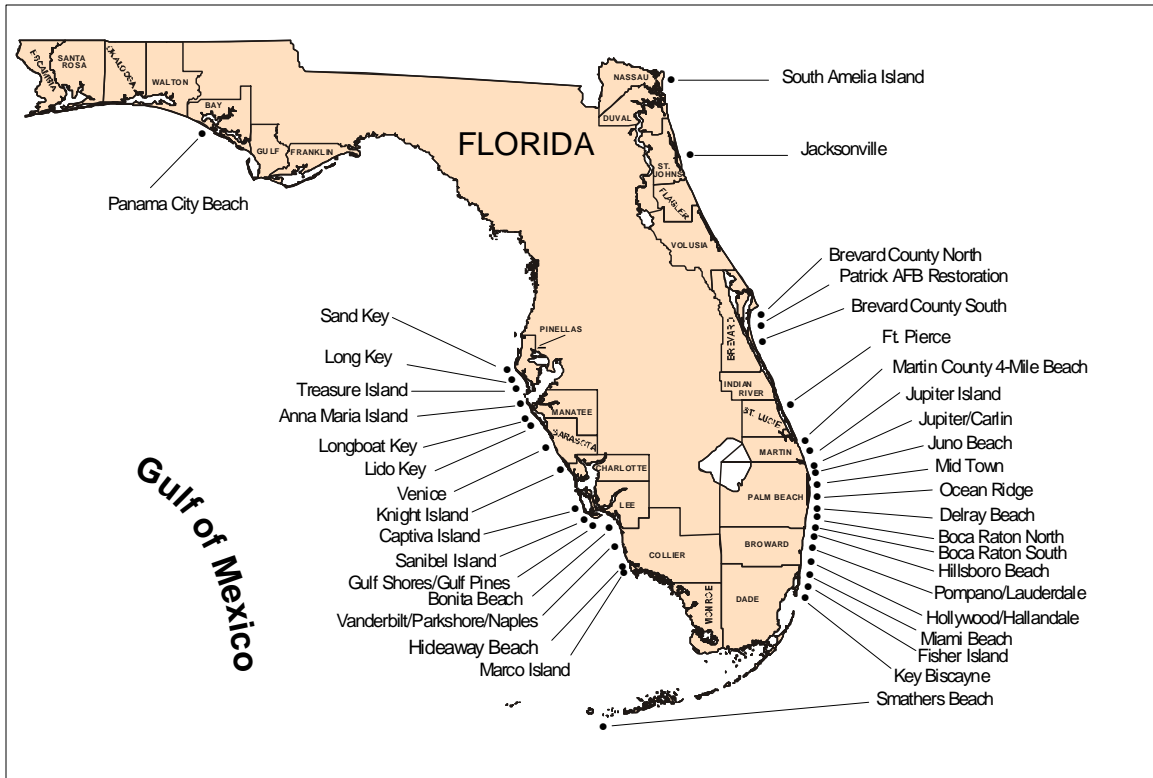 ESCAMBIA
SANTA
ROSA
OKALOOSA
WALTON
BAY
GULF
FRANKLIN
Panama City Beach
FLORIDA
NASSAU
DUVAL
ST.
JOHNS
FLAGLER
VOLUSIA
BREVARD
INDIAN
RIVER
ST. LUCIE
MARTIN
PALM BEACH
BROWARD
DADE
MONROE
COLLIER
LEE
CHARLOTTE
SARASOTA
MANATEE
PINELLAS
South Amelia Island
Jacksonville
Brevard County North
Patrick AFB Restoration
Brevard County South
Ft. Pierce
Martin County 4-Mile Beach
Jupiter Island
Jupiter/Carlin
Juno Beach
Mid Town
Ocean Ridge
Delray Beach
Boca Raton North
Boca Raton South
Hillsboro Beach
Pompano/Lauderdale
Hollywood/Hallandale
Miami Beach
Fisher Island
Key Biscayne
Smathers Beach
Sand Key
Long Key
Treasure Island
Anna Maria Island
Longboat Key
Lido Key
Venice
Knight Island
Captiva Island
Sanibel Island
Gulf Shores/Gulf Pines
Bonita Beach
Vanderbilt/Parkshore/Naples
Hideaway Beach
Marco Island
Gulf of Mexico